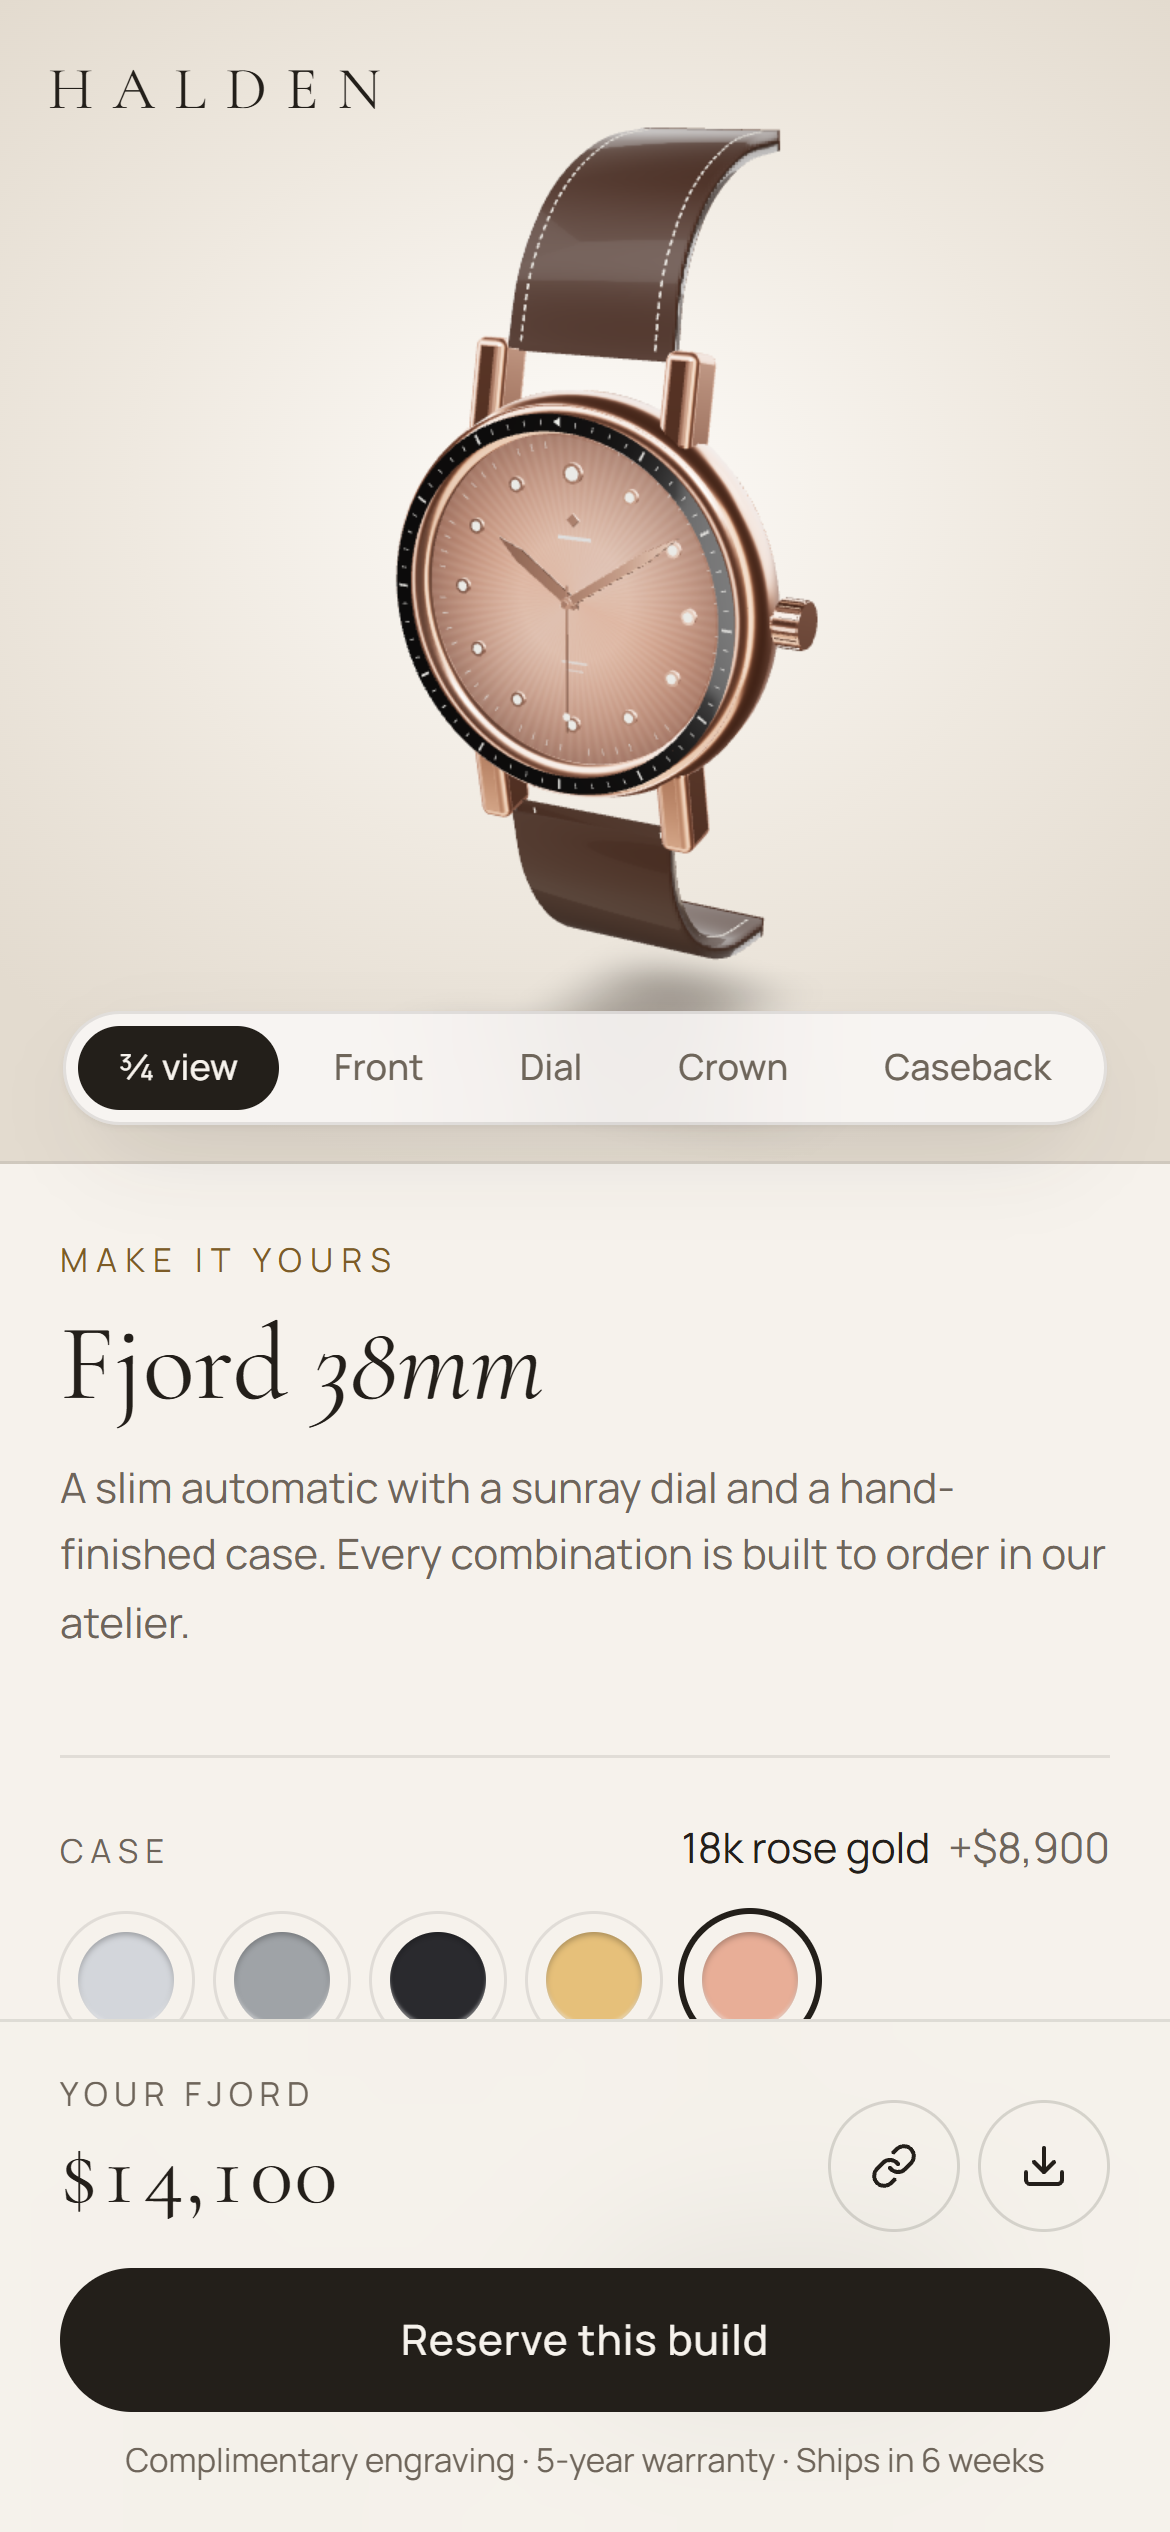 HALDEN
¾ view
Front
Dial
Crown
Caseback
MAKE IT YOURS
Fjord 38mm
A slim automatic with a sunray dial and a hand-
finished case. Every combination is built to order in our
atelier.
CASE
18k rose gold +$8,900
YOUR FJORD
$14,100
Reserve this build
Complimentary engraving · 5-year warranty · Ships in 6 weeks